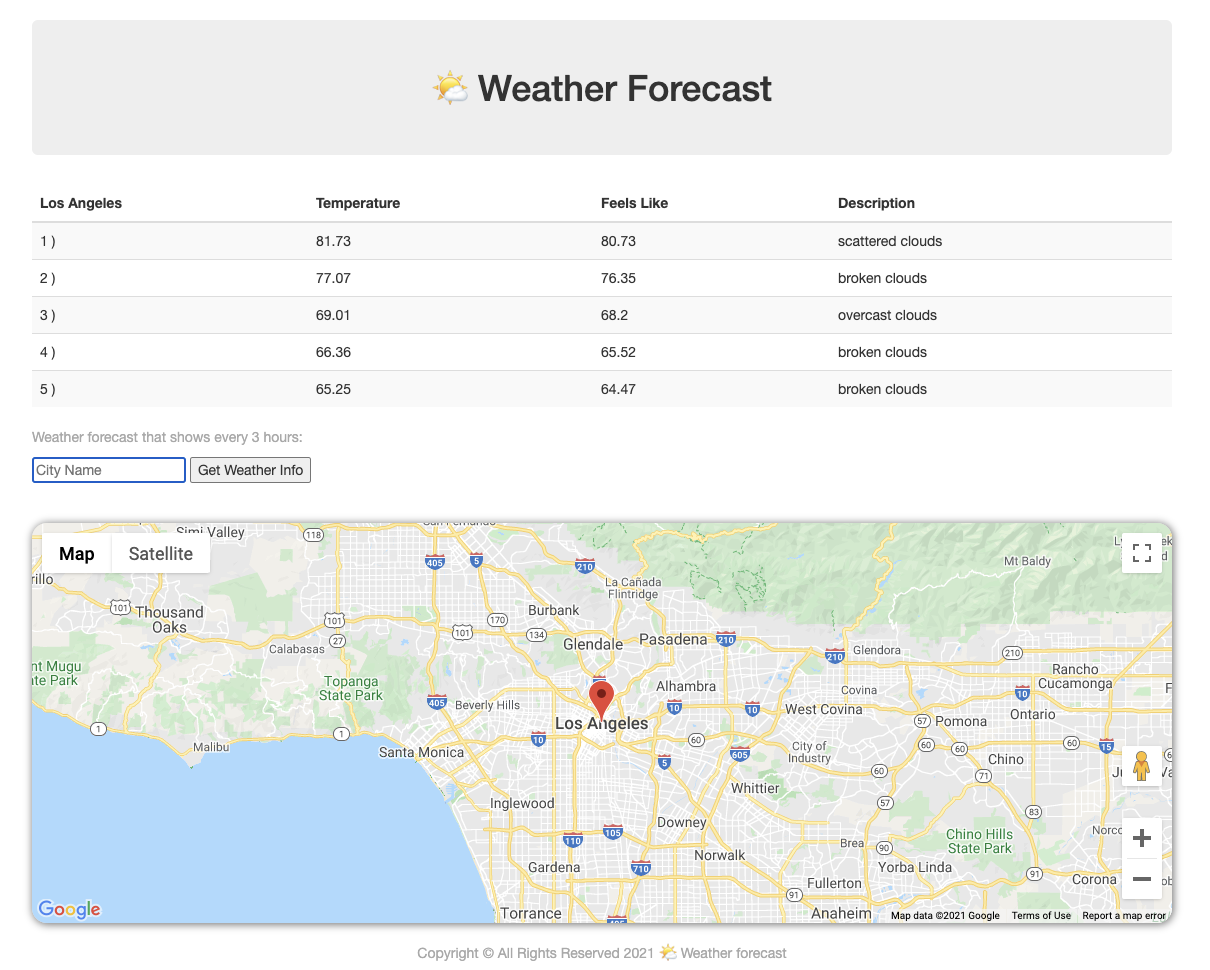 🌤️ Weather Forecast
Los Angeles Temperature Feels Like Description
1 ) 81.73 80.73 scattered clouds
2 ) 77.07 76.35 broken clouds
3 ) 69.01 68.2 overcast clouds
4 ) 66.36 65.52 broken clouds
5 ) 65.25 64.47 broken clouds
Weather forecast that shows every 3 hours:
City Name Get Weather Info
Simi Valley
118
Map Satellite
405 5 210
Mt Baldy
rillo
La Cañada
Flintridge
101 Thousand
Oaks
Burbank
101 170
27 101 134
Calabasas
Glendale Pasadena 210
210 Glendora 210
nt Mugu
te Park
Topanga
State Park
Alhambra Covina
Rancho
Cucamonga
405 Beverly Hills 10 10 West Covina 10
Los Angeles 57 Pomona Ontario
1 1 10 60 60 60 60 15
Malibu Santa Monica 5 605 City of
Industry
Chino
60 71
Whittier
Inglewood 57 83
Downey
110 105
Chino Hills
State Park
Norco
Brea 90
Gardena 710 Norwalk Yorba Linda 91 Corona
Fullerton
91
Torrance Anaheim
Google Map data ©2021 Google Terms of Use Report a map error
Copyright © All Rights Reserved 2021 🌤️ Weather forecast